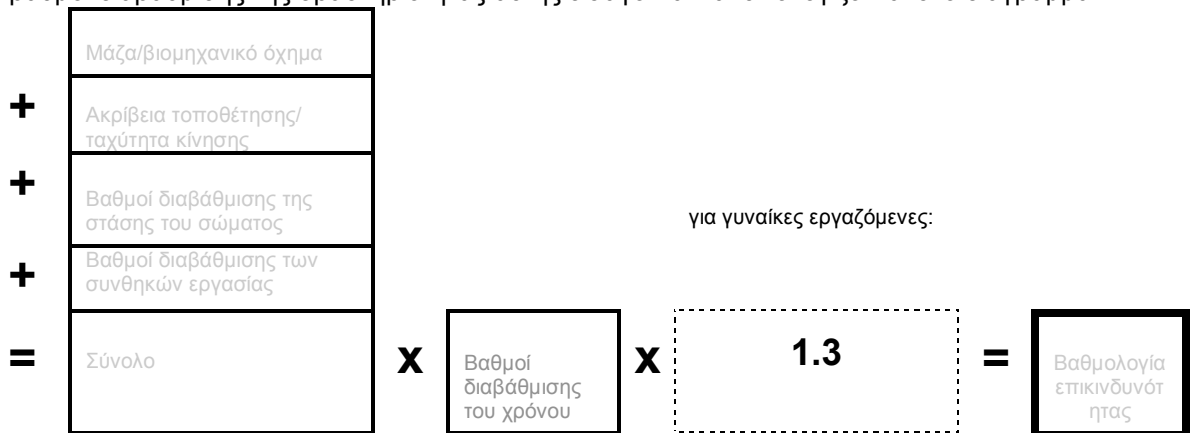 Μάζα/βιομηχανικό όχημα
+
Ακρίβεια τοποθέτησης/
ταχύτητα κίνησης
+
Βαθμοί διαβάθμισης της
στάσης του σώματος
για γυναίκες εργαζόμενες:
+
Βαθμοί διαβάθμισης των
συνθηκών εργασίας
=
Σύνολο
X
Βαθμοί
διαβάθμισης
του χρόνου
X
1.3
=
Βαθμολογία
επικινδυνότ
ητας